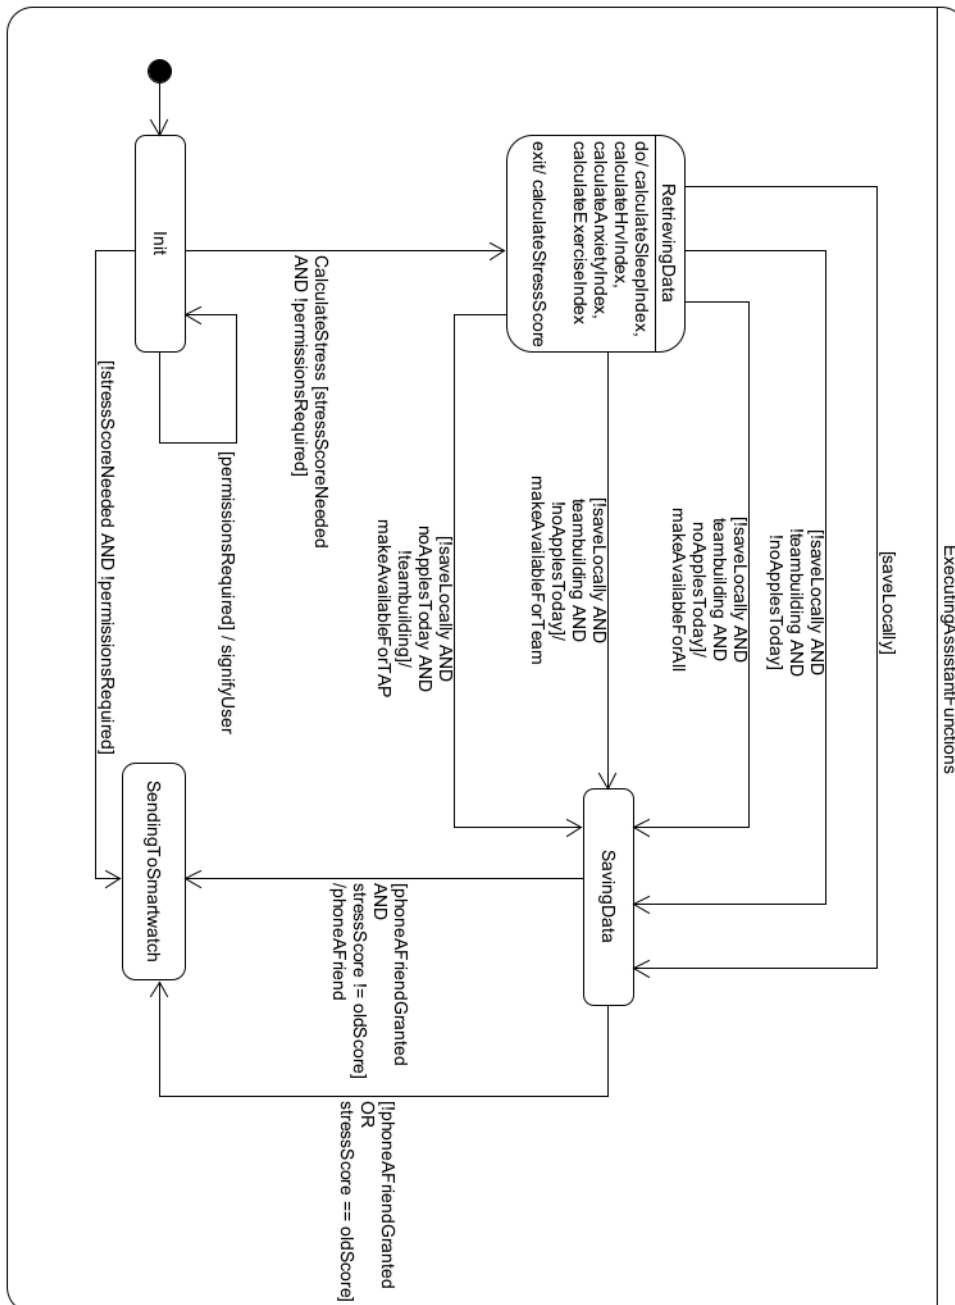 ExecutingAssistantFunctions
[saveLocally]
[!saveLocally AND
!teambuilding AND
!noApplesToday]
[!saveLocally AND
teambuilding AND
noApplesToday]/
makeAvailableForAll
RetrievingData
do/ calculateSleepIndex,
calculateHrvIndex,
calculateAnxietyIndex,
calculateExerciseIndex
exit/ calculateStressScore
[!saveLocally AND
teambuilding AND
!noApplesToday]/
makeAvailableForTeam
SavingData
[!saveLocally AND
noApplesToday AND
!teambuilding]/
makeAvailableForTAP
CalculateStress [stressScoreNeeded
AND !permissionsRequired]
[phoneAFriendGranted
AND
stressScore != oldScore]
/phoneAFriend
[!phoneAFriendGranted
OR
stressScore == oldScore]
[permissionsRequired] / signifyUser
Init
SendingToSmartwatch
[!stressScoreNeeded AND !permissionsRequired]